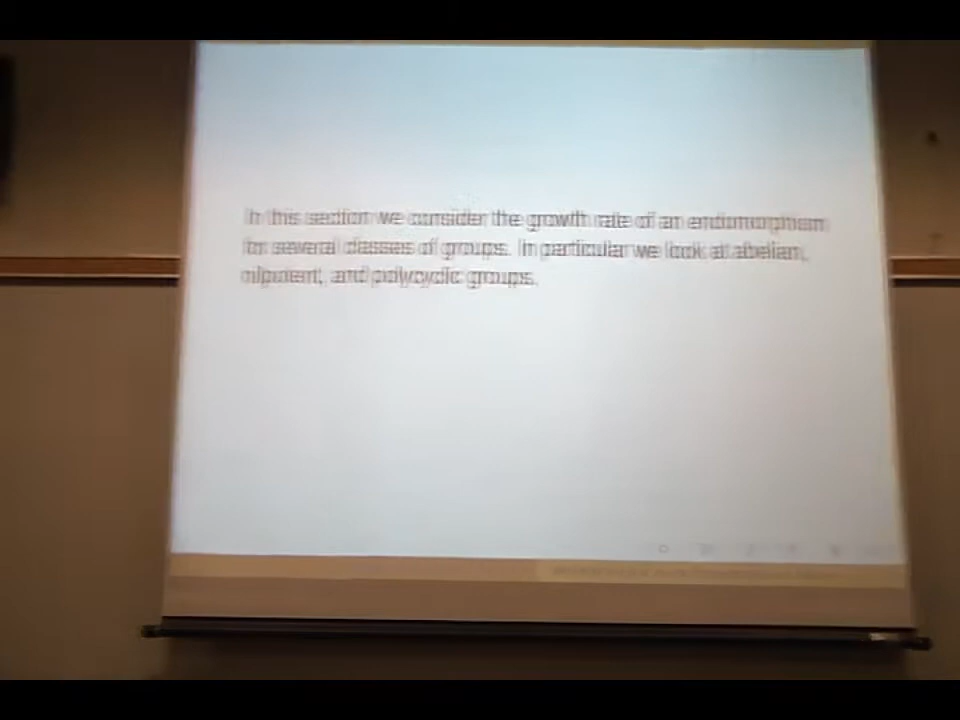 In this section we consider the growth rate of an endomorphism
for several classes of groups. In particular we look at abelian,
nilpotent, and polycyclic groups.